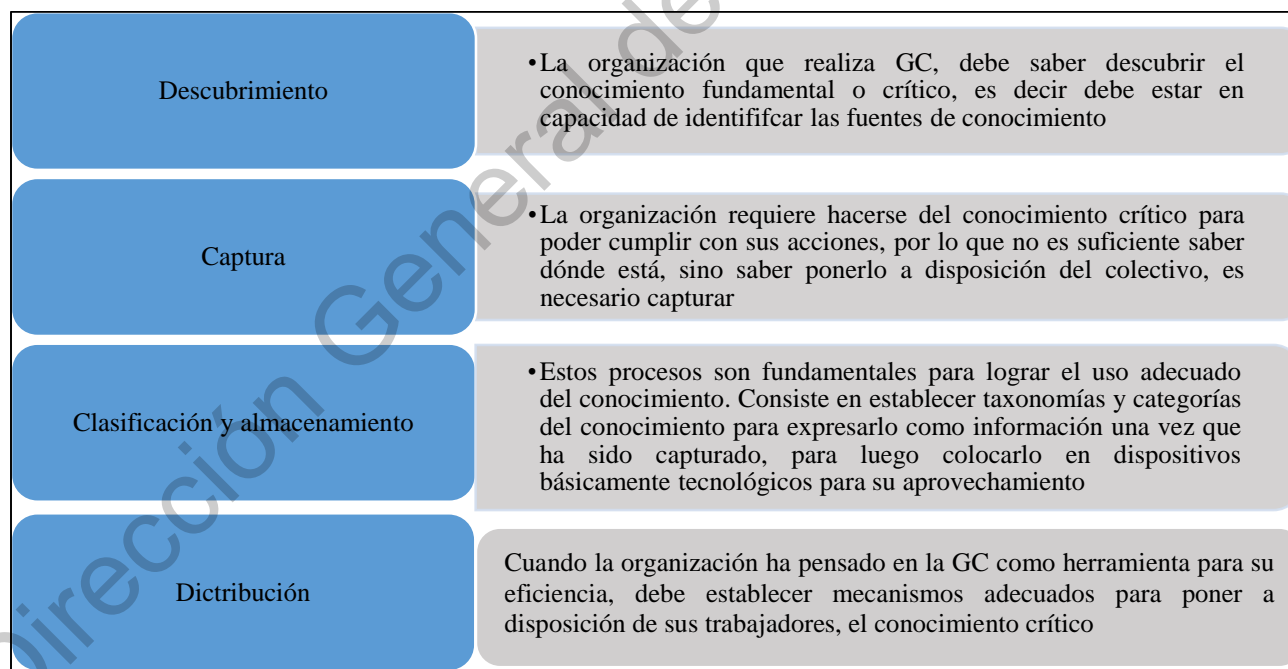 Descubrimiento
•La organización que realiza GC, debe saber descubrir el
conocimiento fundamental o crítico, es decir debe estar en
capacidad de identififcar las fuentes de conocimiento
Captura
•La organización requiere hacerse del conocimiento crítico para
poder cumplir con sus acciones, por lo que no es suficiente saber
dónde está, sino saber ponerlo a disposición del colectivo, es
necesario capturar
Clasificación y almacenamiento
•Estos procesos son fundamentales para lograr el uso adecuado
del conocimiento. Consiste en establecer taxonomías y categorías
del conocimiento para expresarlo como información una vez que
ha sido capturado, para luego colocarlo en dispositivos
básicamente tecnológicos para su aprovechamiento
Dictribución
Cuando la organización ha pensado en la GC como herramienta para su
eficiencia, debe establecer mecanismos adecuados para poner a
disposición de sus trabajadores, el conocimiento crítico
Dirección General de